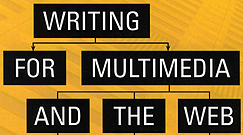 WRITING
FOR MULTIMEDIA
AND THE WEB